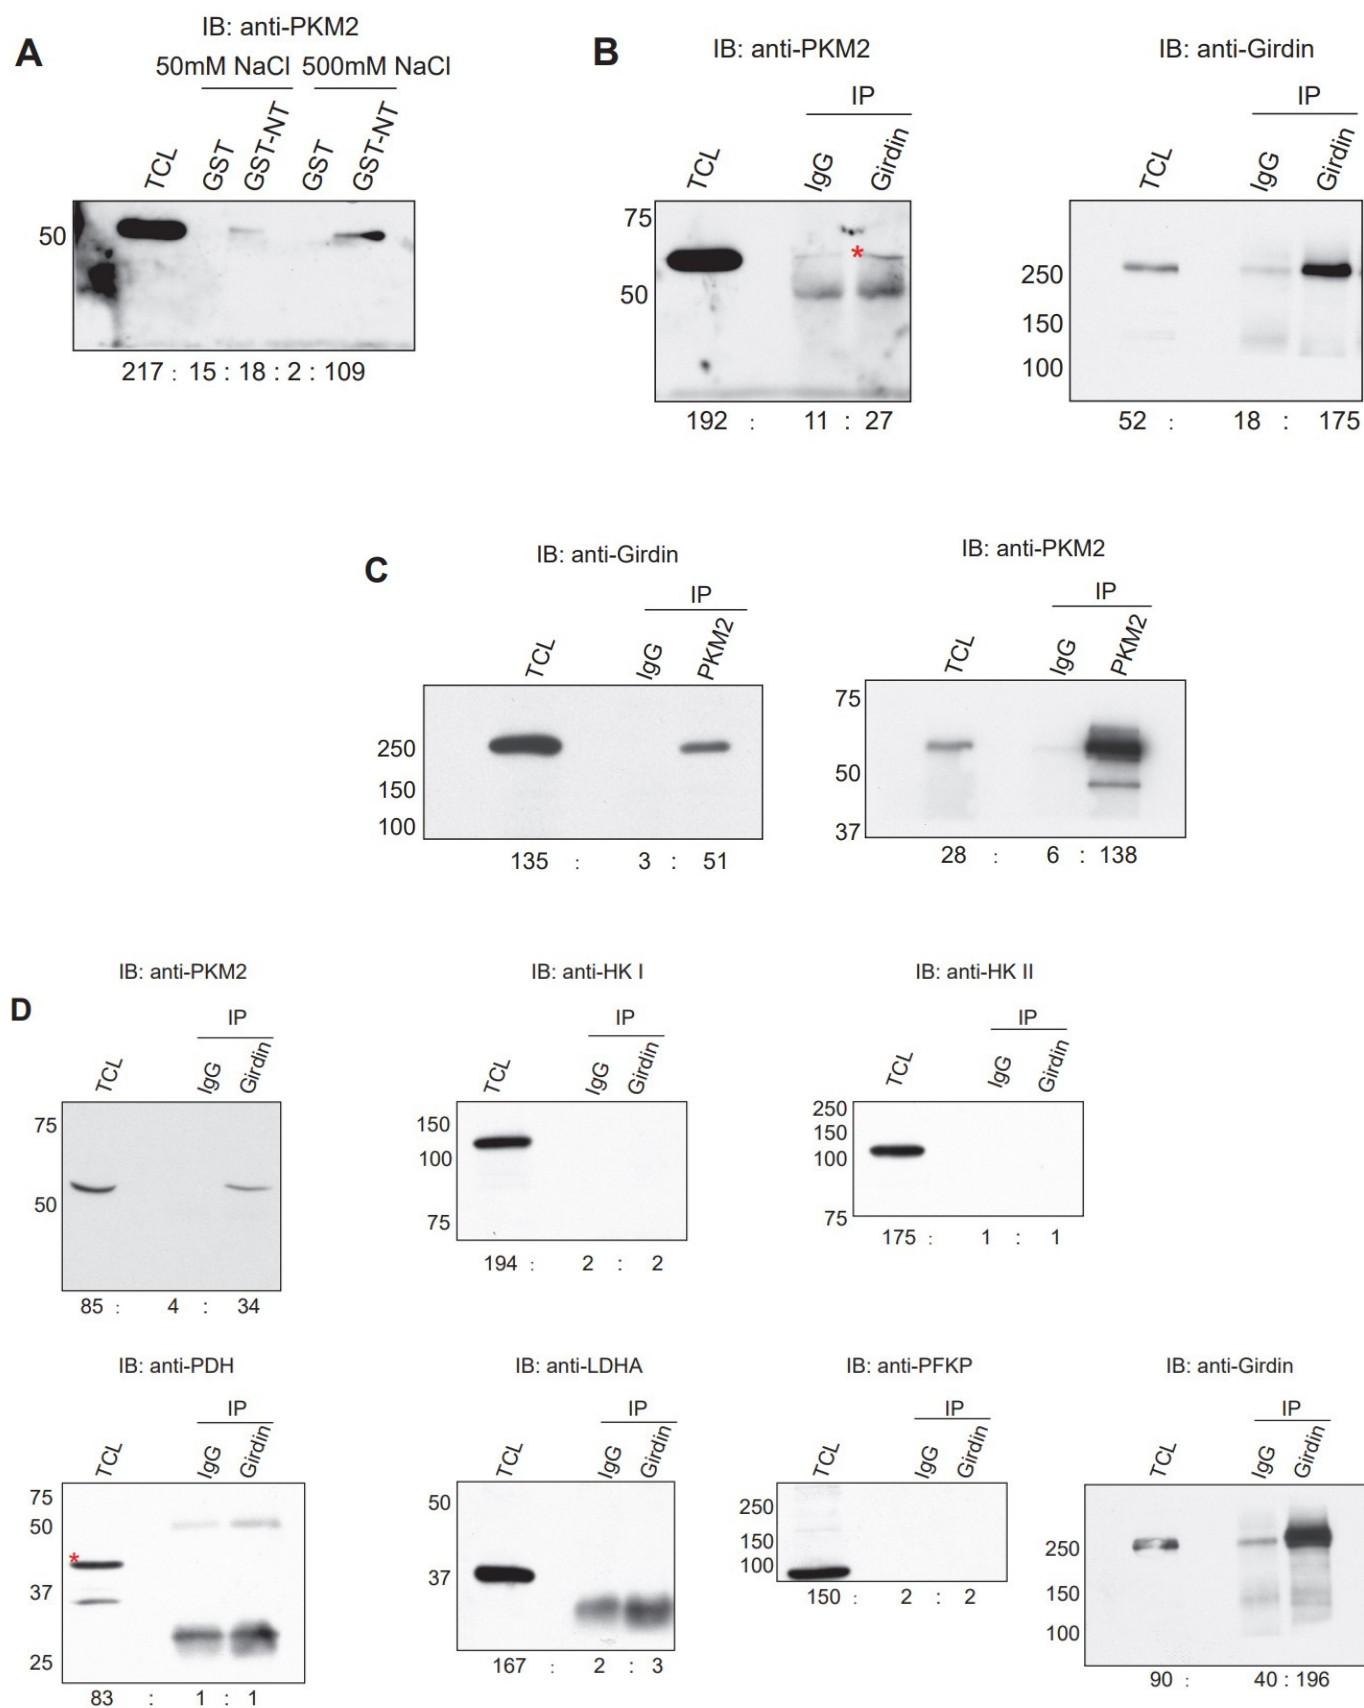 A
IB: anti-PKM2
50mM NaCl 500mM NaCl
TCL GST GST-NT GST GST-NT
50
217 : 15 : 18 : 2 : 109
B
IB: anti-PKM2
IP
TCL IgG Girdin
75
*
50
192 : 11 : 27
IB: anti-Girdin
IP
TCL IgG Girdin
250
150
100
52 : 18 : 175
C
IB: anti-Girdin
IP
TCL IgG PKM2
250
150
100
135 : 3 : 51
IB: anti-PKM2
IP
TCL IgG PKM2
75
50
37
28 : 6 : 138
D
IB: anti-PKM2
IP
TCL IgG Girdin
75
50
85 : 4 : 34
IB: anti-HK I
IP
TCL IgG Girdin
150
100
75
194 : 2 : 2
IB: anti-HK II
IP
TCL IgG Girdin
250
150
100
75
175 : 1 : 1
IB: anti-PDH
IP
TCL IgG Girdin
75
50
*
37
25
83 : 1 : 1
IB: anti-LDHA
IP
TCL IgG Girdin
50
37
167 : 2 : 3
IB: anti-PFKP
IP
TCL IgG Girdin
250
150
100
150 : 2 : 2
IB: anti-Girdin
IP
TCL IgG Girdin
250
150
100
90 : 40 : 196